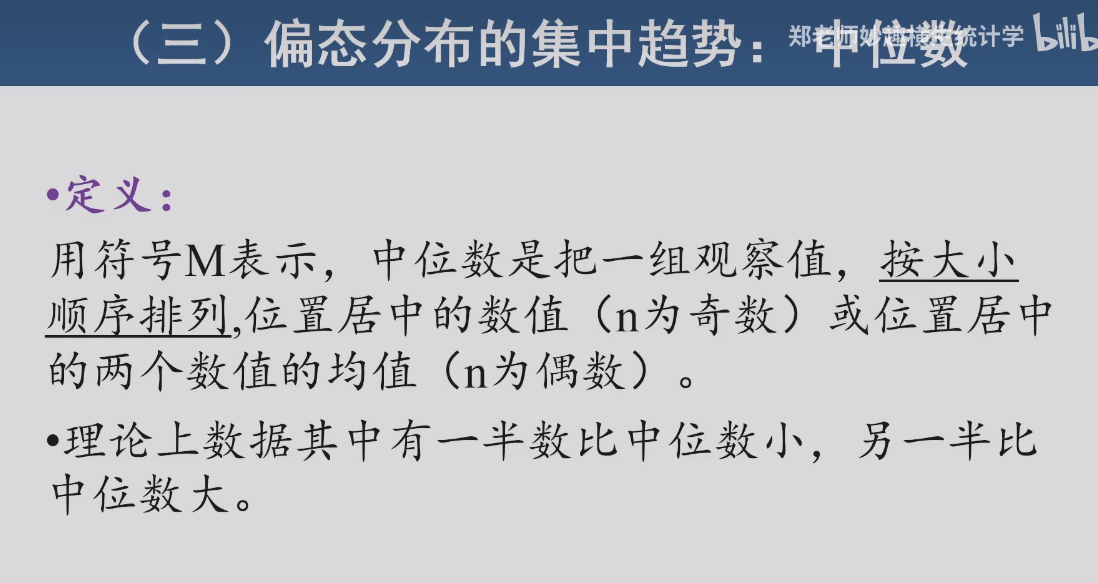 （三）偏态分布的集中趋势：中位数
郑老师妙趣横生统计学
bilib
•定义：
用符号M表示，中位数是把一组观察值，按大小
顺序排列,位置居中的数值（n为奇数）或位置居中
的两个数值的均值（n为偶数）。
•理论上数据其中有一半数比中位数小，另一半比
中位数大。